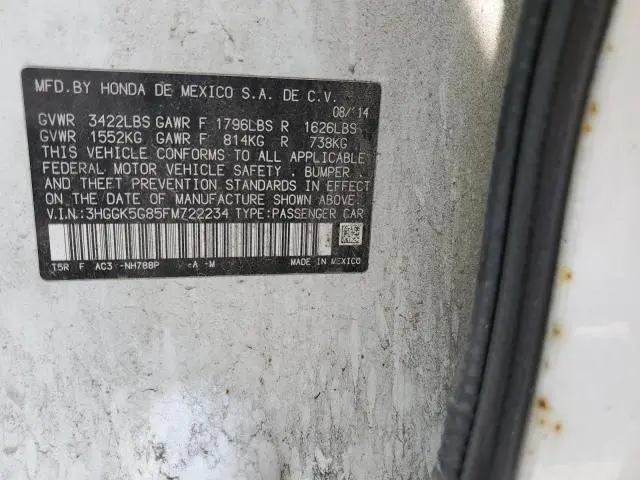 MFD.BY HONDA DE MEXICO S.A. DE C.V.
08/14
GVWR 3422LBS GAWR F 1796LBS R 1626LBS
GVWR 1552KG GAWR F 814KG R 738KG
THIS VEHICLE CONFORMS TO ALL APPLICABLE
FEDERAL MOTOR VEHICLE SAFETY, BUMPER,
AND THEFT PREVENTION STANDARDS IN EFFECT
ON THE DATE OF MANUFACTURE SHOWN ABOVE.
V.I.N.:3HGGK5G85FM722234 TYPE:PASSENGER CAR
T5R F AC3 -NH788P -A -M MADE IN MEXICO